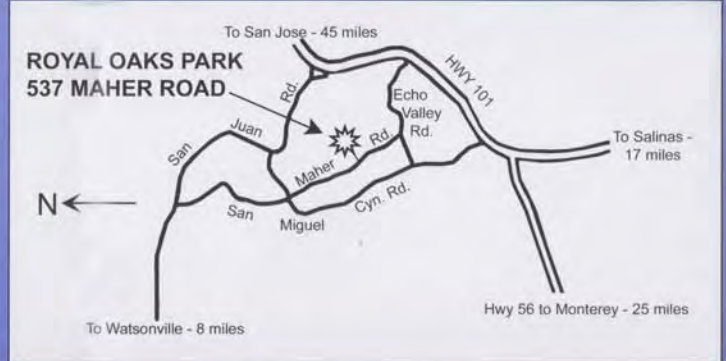 To San Jose - 45 miles
ROYAL OAKS PARK
537 MAHER ROAD
HWY 101
Echo
Valley
Rd.
San Juan Rd.
To Salinas -
17 miles
Maher Rd.
N
San Miguel Cyn. Rd.
Hwy 56 to Monterey - 25 miles
To Watsonville - 8 miles